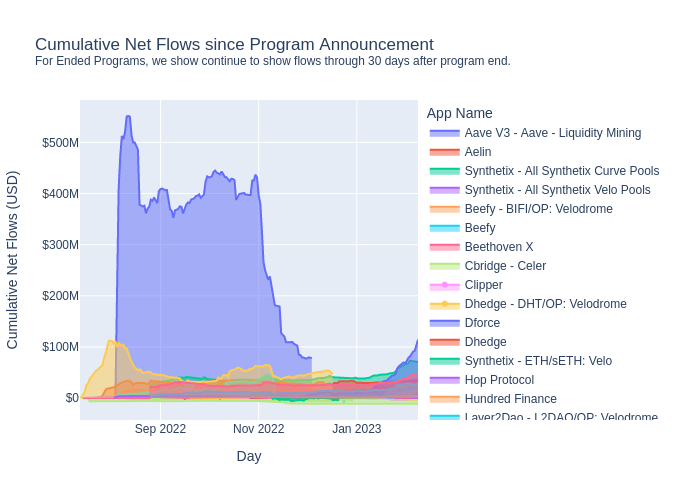 Cumulative Net Flows since Program Announcement
For Ended Programs, we show continue to show flows through 30 days after program end.
App Name
Aave V3 - Aave - Liquidity Mining
Aelin
Synthetix - All Synthetix Curve Pools
Synthetix - All Synthetix Velo Pools
Beefy - BIFI/OP: Velodrome
Beefy
Beethoven X
Cbridge - Celer
Clipper
Dhedge - DHT/OP: Velodrome
Dforce
Dhedge
Synthetix - ETH/sETH: Velo
Hop Protocol
Hundred Finance
Layer2Dao - L2DAO/OP: Velodrome
Cumulative Net Flows (USD)
$500M
$400M
$300M
$200M
$100M
$0
Sep 2022
Nov 2022
Jan 2023
Day